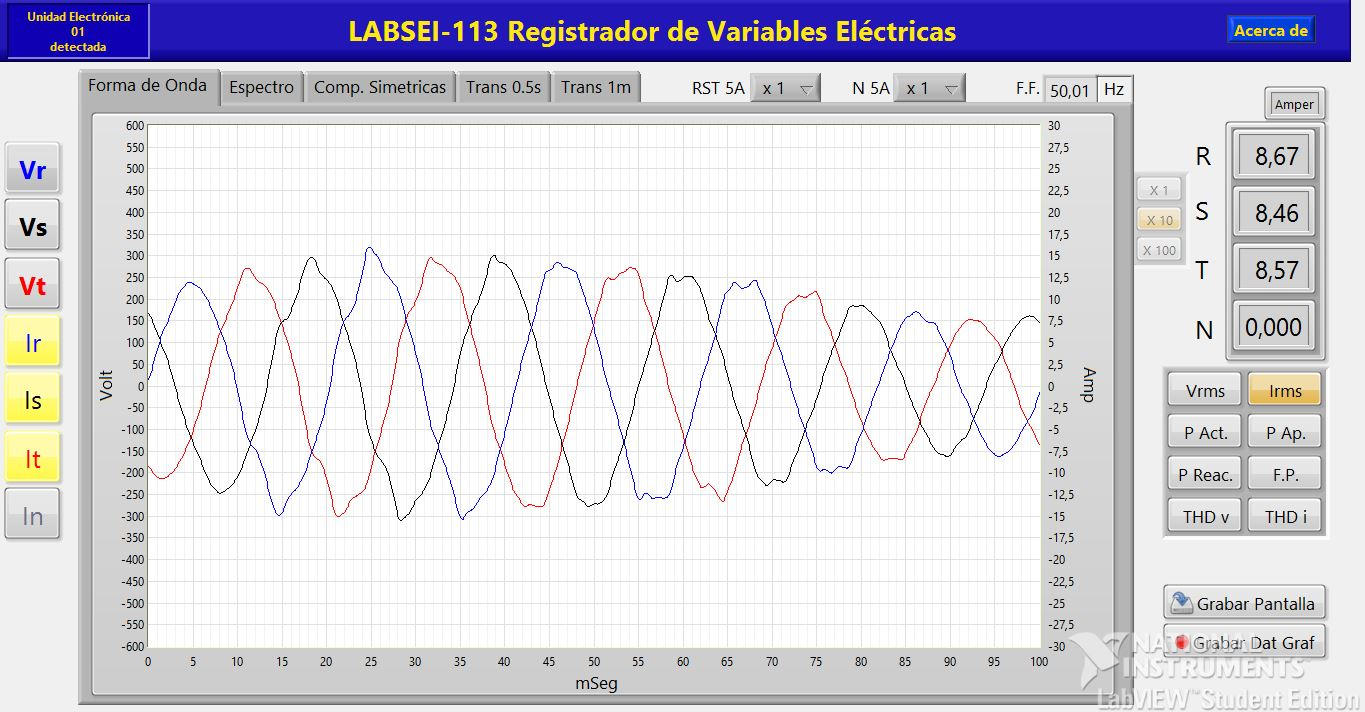 Unidad Electrónica
01
detectada
LABSEI-113 Registrador de Variables Eléctricas
Acerca de
Forma de Onda
Espectro
Comp. Simetricas
Trans 0.5s
Trans 1m
RST 5A
x 1
N 5A
x 1
F.F.
50,01
Hz
Vr
Vs
Vt
Ir
Is
It
In
600
550
500
450
400
350
300
250
200
150
100
50
0
-50
-100
-150
-200
-250
-300
-350
-400
-450
-500
-550
-600
Volt
0
5
10
15
20
25
30
35
40
45
50
55
60
65
70
75
80
85
90
95
100
mSeg
30
27,5
25
22,5
20
17,5
15
12,5
10
7,5
5
2,5
0
-2,5
-5
-7,5
-10
-12,5
-15
-17,5
-20
-22,5
-25
-27,5
-30
Amp
X 1
X 10
X 100
Amper
R 8,67
S 8,46
T 8,57
N 0,000
Vrms
Irms
P Act.
P Ap.
P Reac.
F.P.
THD v
THD i
Grabar Pantalla
Grabar Dat Graf
NATIONAL
INSTRUMENTS™
LabVIEW™ Student Edition